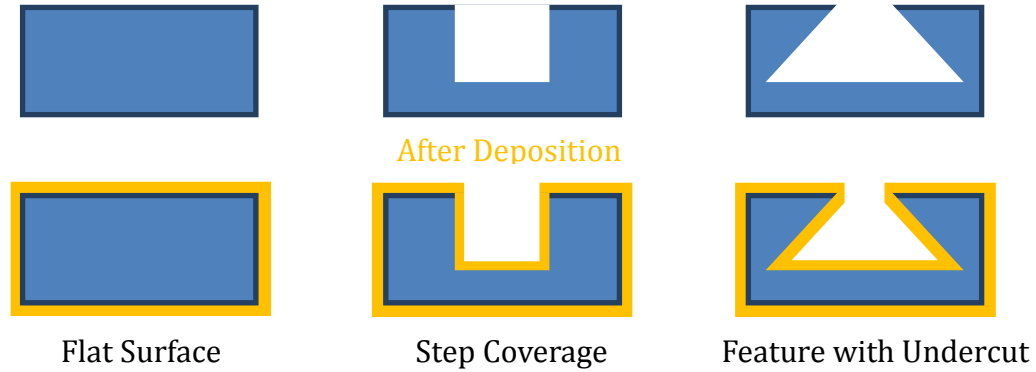 After Deposition
Flat Surface
Step Coverage
Feature with Undercut